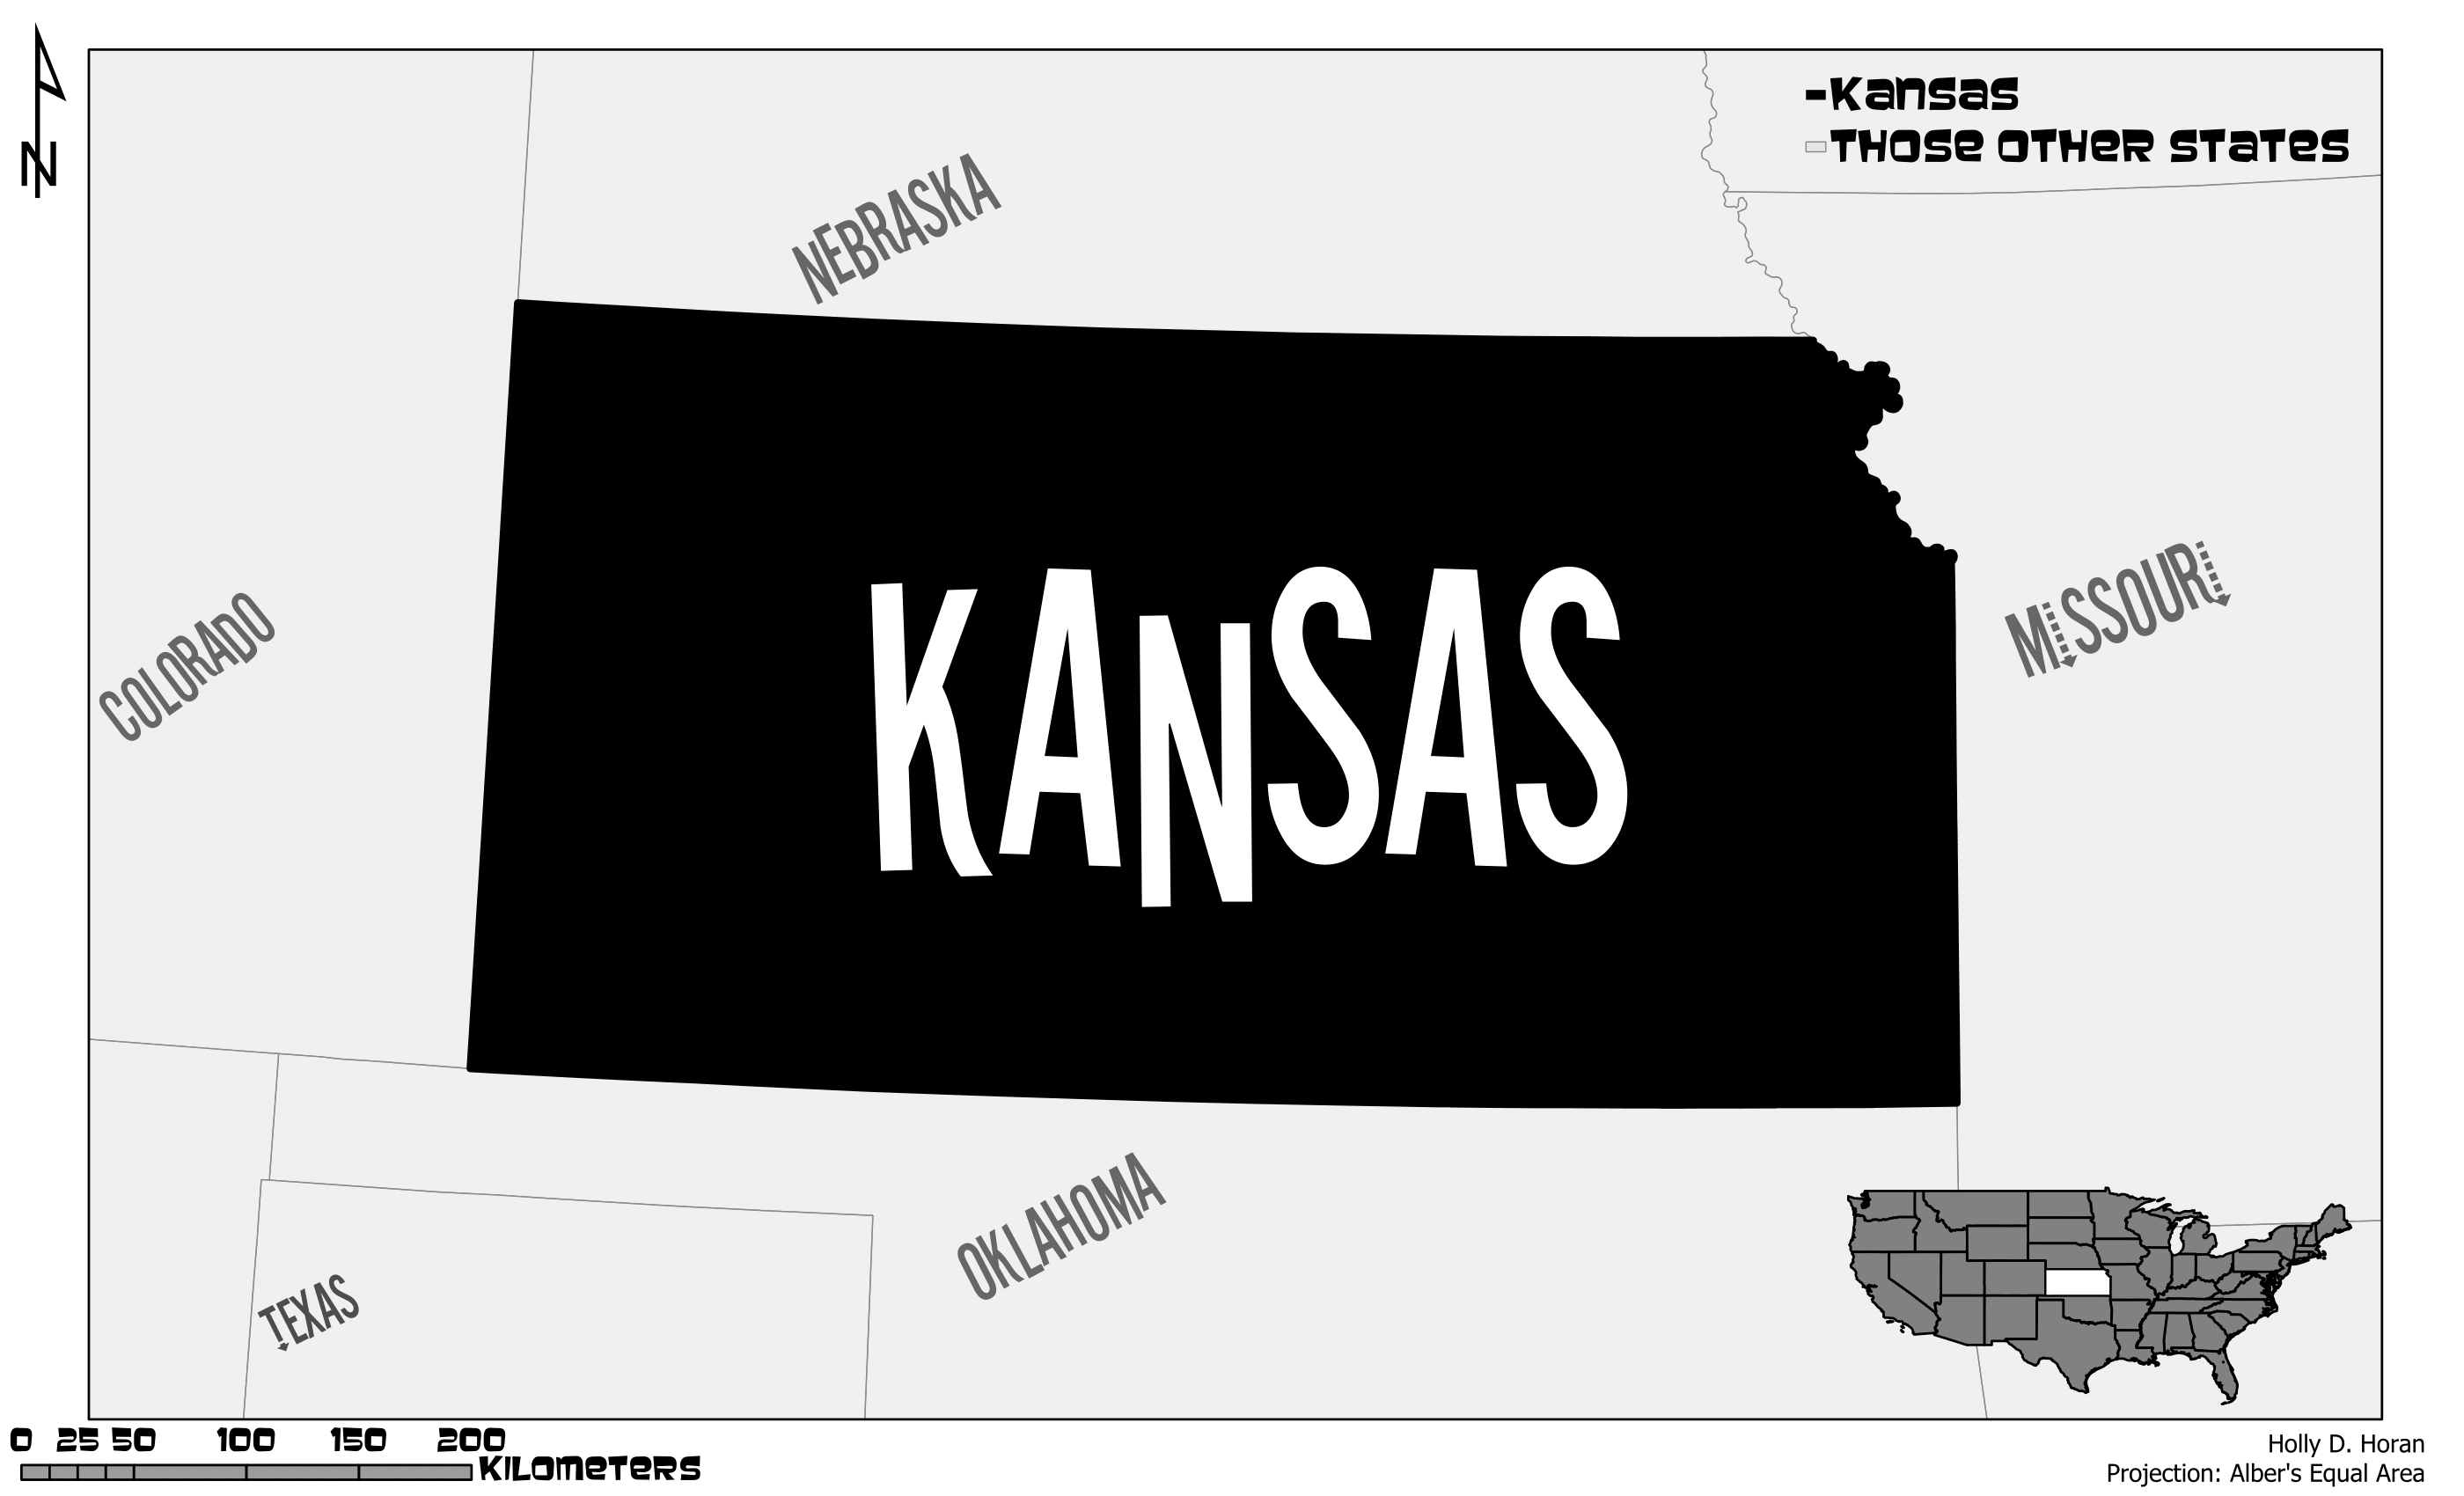 N
-Kansas
Those Other States
NEBRASKA
COLORADO
KANSAS
MISSOURI
OKLAHOMA
TEXAS
0 25 50 100 150 200
Kilometers
Holly D. Horan
Projection: Alber's Equal Area